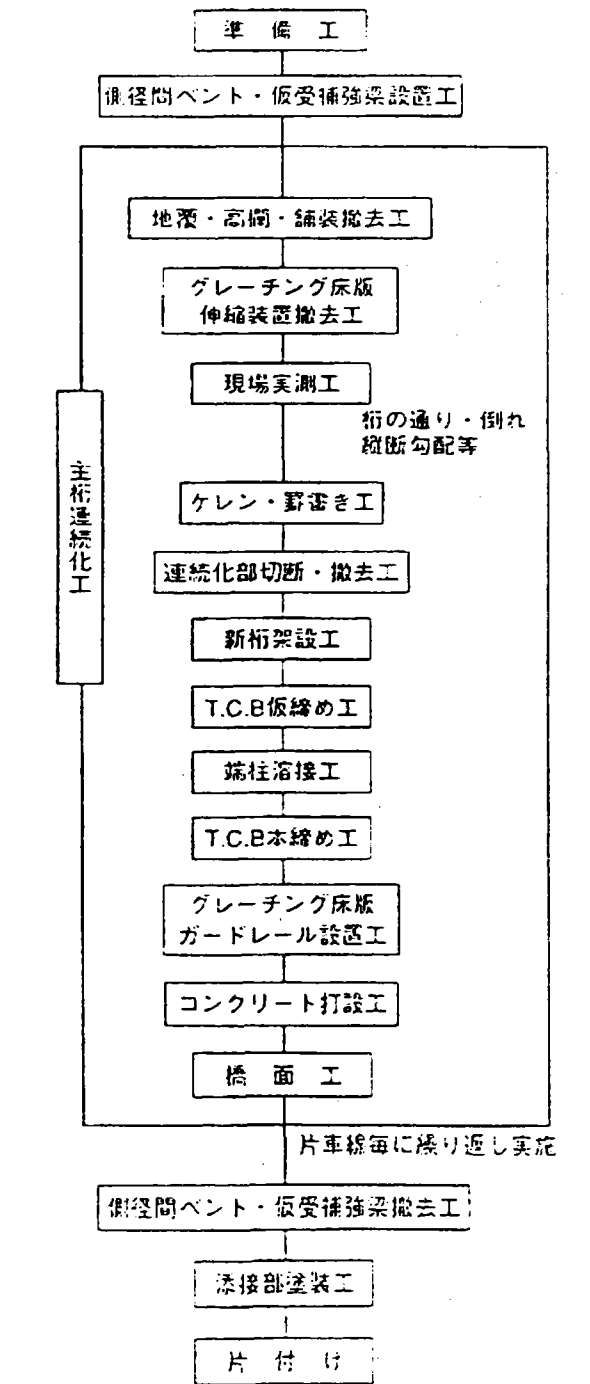 準備工
側径間ベント・仮受補強梁設置工
地覆・高欄・舗装撤去工
グレーチング床版
伸縮装置撤去工
現場実測工
桁の通り・倒れ
縦断勾配等
主桁連続化工
ケレン・罫書き工
連続化部切断・撤去工
新桁架設工
T.C.B仮締め工
端柱溶接工
T.C.B本締め工
グレーチング床版
ガードレール設置工
コンクリート打設工
橋面工
片車線毎に繰り返し実施
側径間ベント・仮受補強梁撤去工
添接部塗装工
片付け